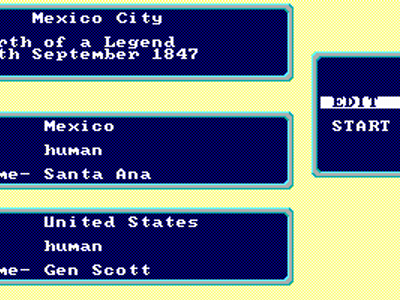 Mexico City
rth of a Legend
th September 1847
EDIT
START
Mexico
human
me- Santa Ana
United States
human
me- Gen Scott